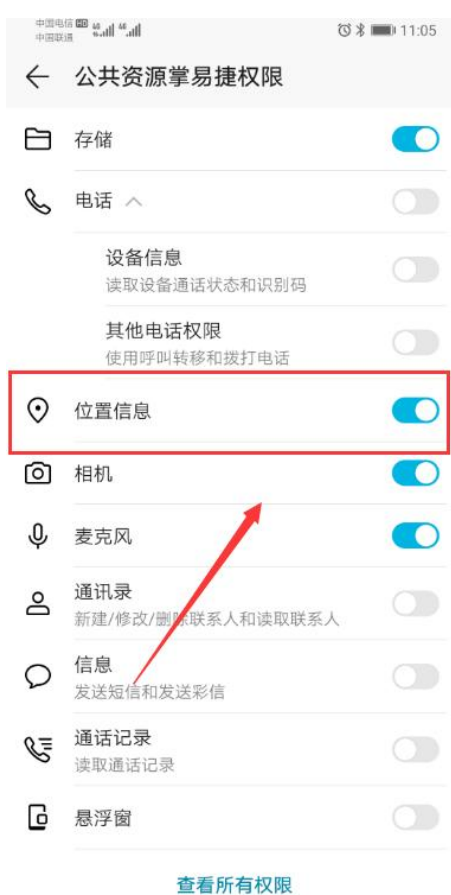 中国电信 HD
中国联通
11:05
公共资源掌易捷权限
存储
电话
设备信息
读取设备通话状态和识别码
其他电话权限
使用呼叫转移和拨打电话
位置信息
相机
麦克风
通讯录
新建/修改/删除联系人和读取联系人
信息
发送短信和发送彩信
通话记录
读取通话记录
悬浮窗
查看所有权限